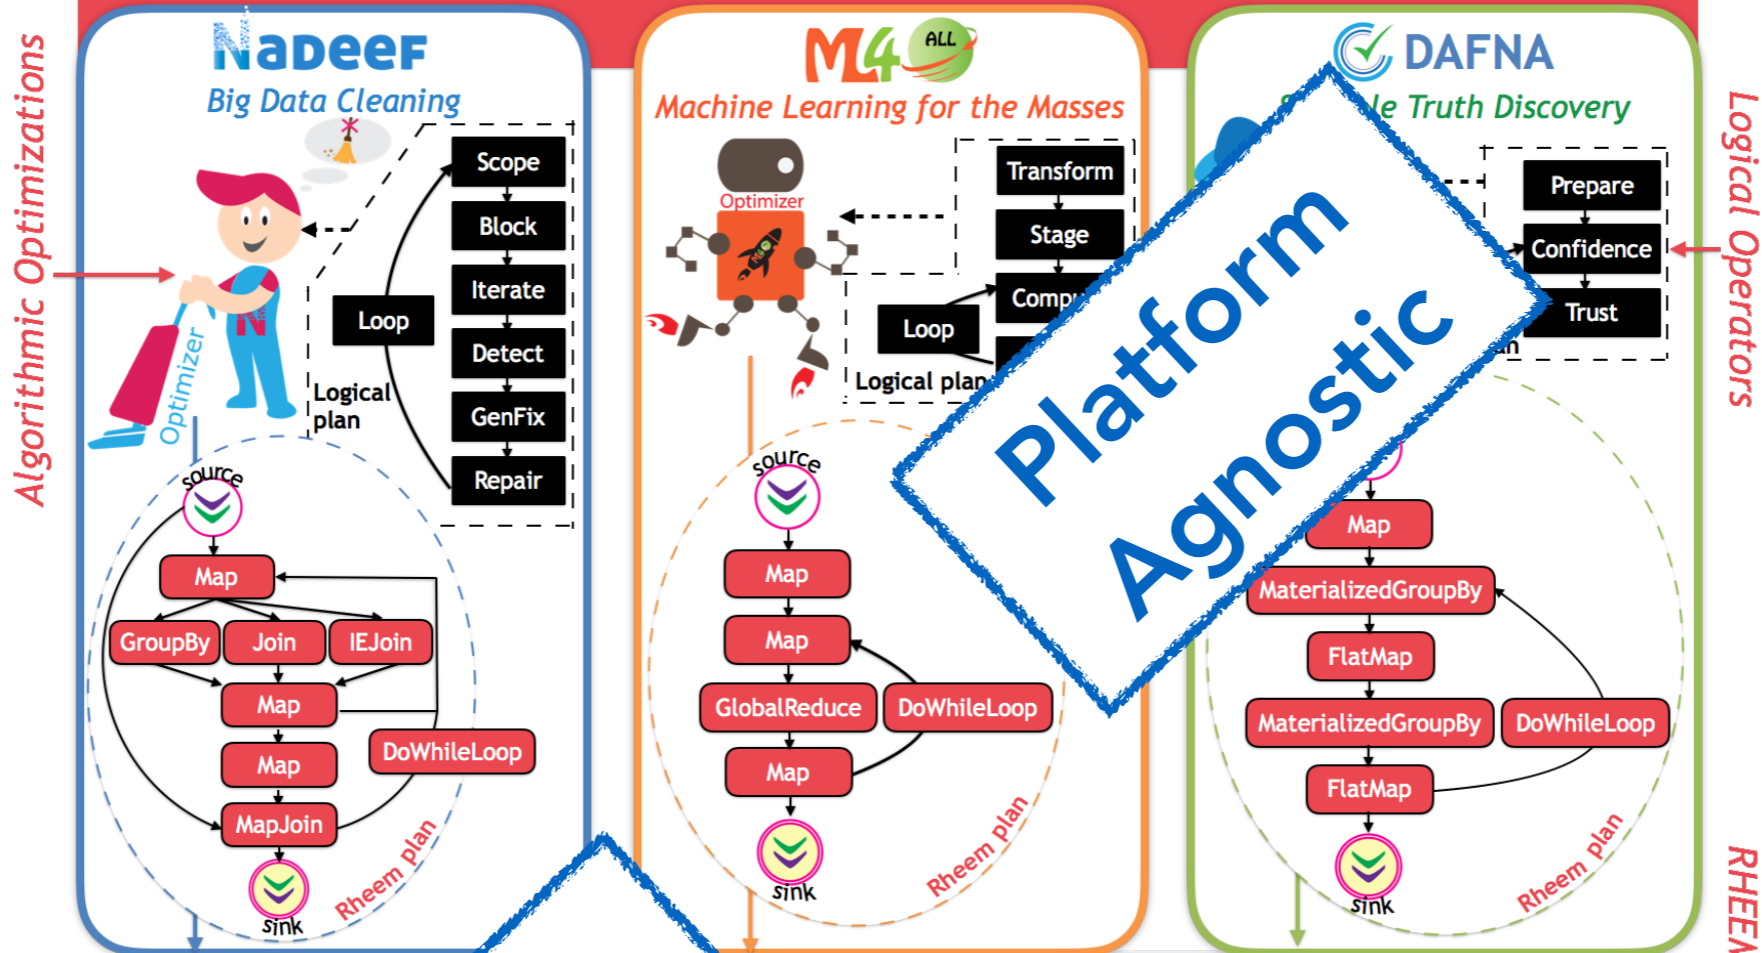 Algorithmic Optimizations
NADEEF
Big Data Cleaning
Scope
Block
Iterate
Detect
GenFix
Repair
Loop
Logical
plan
Optimizer
N
source
Map
GroupBy
Join
IEJoin
Map
Map
DoWhileLoop
MapJoin
sink
Rheem plan
ML4
ALL
Machine Learning for the Masses
Optimizer
Transform
Stage
Loop
Logical plan
source
Map
Map
GlobalReduce
DoWhileLoop
Map
sink
Rheem plan
DAFNA
Truth Discovery
Prepare
Confidence
Trust
Map
MaterializedGroupBy
FlatMap
MaterializedGroupBy
DoWhileLoop
FlatMap
sink
Rheem plan
Platform
Agnostic
Logical Operators